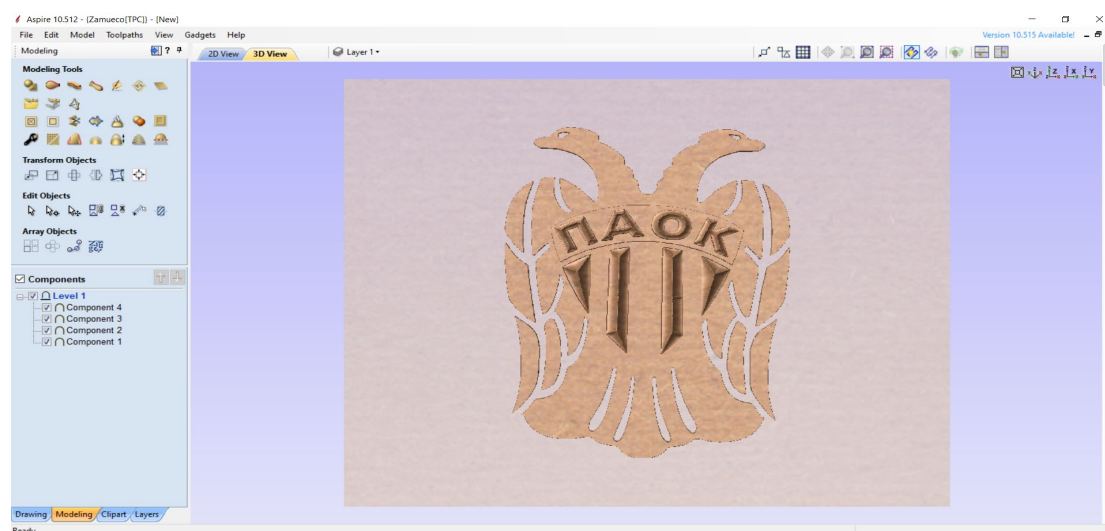 Aspire 10.512 - {Zamueco[TPC]} - [New]
File Edit Model Toolpaths View Gadgets Help
Version 10.515 Available!
Modeling
2D View
3D View
Layer 1
Modeling Tools
Transform Objects
Edit Objects
Array Objects
Components
Level 1
Component 4
Component 3
Component 2
Component 1
ΠΑΟΚ
Drawing Modeling Clipart Layers
Ready